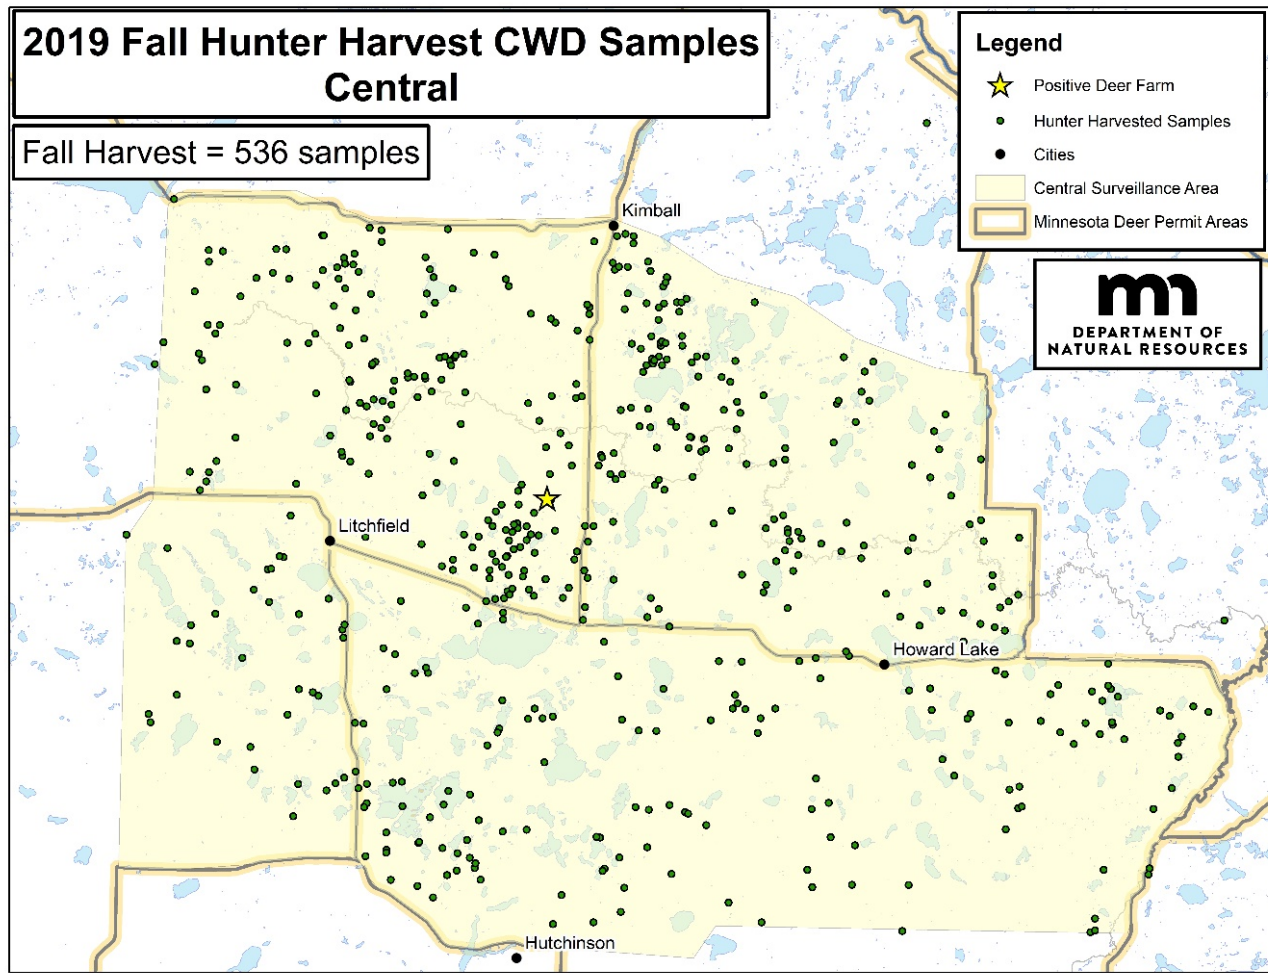 2019 Fall Hunter Harvest CWD Samples
Central
Fall Harvest = 536 samples
Legend
Positive Deer Farm
Hunter Harvested Samples
Cities
Central Surveillance Area
Minnesota Deer Permit Areas
DEPARTMENT OF
NATURAL RESOURCES
Kimball
Litchfield
Howard Lake
Hutchinson